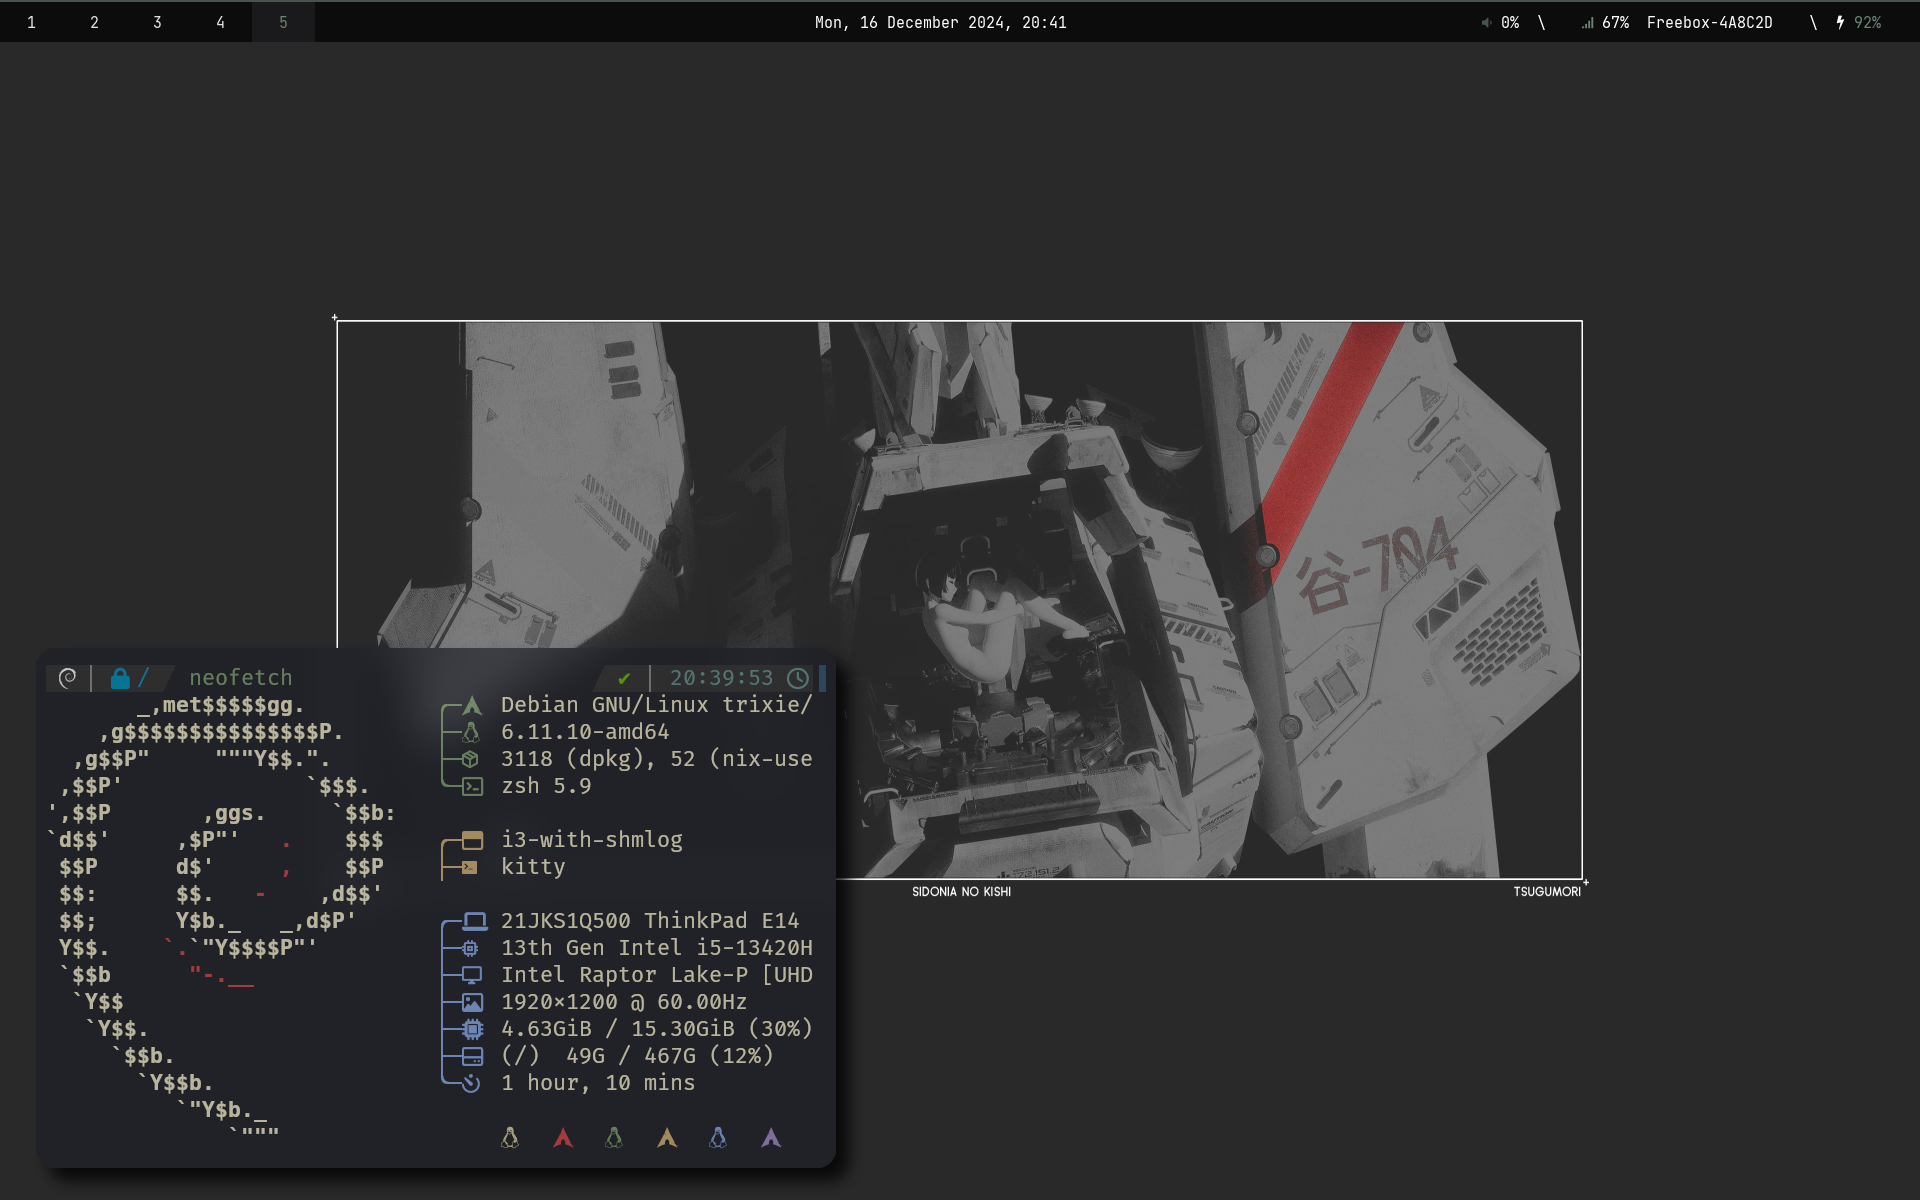 1 2 3 4 5 Mon, 16 December 2024, 20:41 0% \ 67% Freebox-4A8C2D \ 92%
谷-704
SIDONIA NO KISHI TSUGUMORI
/ neofetch ✔ 20:39:53
_,met$$$$$gg.
,g$$$$$$$$$$$$$$$P.
,g$$P" """Y$$.".
,$$P' `$$$.
',$$P ,ggs. `$$b:
`d$$' ,$P"' . $$$
$$P d$' , $$P
$$: $$. - ,d$$'
$$; Y$b._ _,d$P'
Y$$. `.`"Y$$$$P"'
`$$b "-.__
`Y$$
`Y$$.
`$$b.
`Y$$b.
`"Y$b._
`"""
Debian GNU/Linux trixie/
6.11.10-amd64
3118 (dpkg), 52 (nix-use
zsh 5.9
i3-with-shmlog
kitty
21JKS1Q500 ThinkPad E14
13th Gen Intel i5-13420H
Intel Raptor Lake-P [UHD
1920×1200 @ 60.00Hz
4.63GiB / 15.30GiB (30%)
(/) 49G / 467G (12%)
1 hour, 10 mins